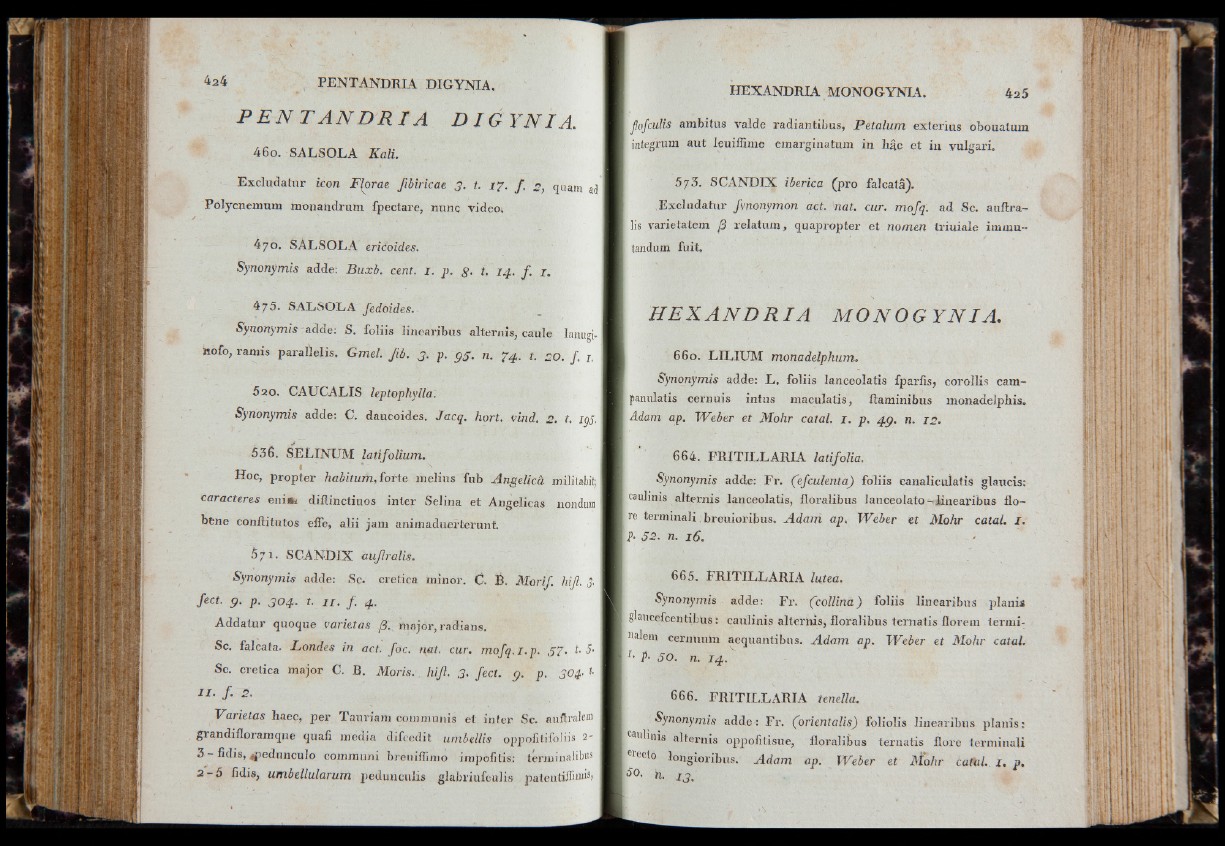 424 PENTANDRIA DIGYNIA.
PENTANDRIA DIGYNIA.
460. SALSOLA Kali.
Excludatur icon Florae ſibiricae 3. t. 17. f. 2, quam ad
Polycnemum monandrum ſpectare, nunc video.
470. SALSOLA ericoides.
Synonymis adde: Buxb. cent. 1. p. 8. t. 14. f. 1.
475. SALSOLA ſedoides.
Synonymis adde: S. foliis linearibus alternis, caule lanugi-
noſo, ramis parallelis. Gmel. ſib. 3. p. 95. n. 74. t. 20. f. 1.
520. CAUCALIS leptophylla.
Synonymis adde: C. daucoides. Jacq. hort. vind. 2. t. 195.
536. SELINUM latifolium.
Hoc, propter habitum, forte melius ſub Angelicâ militabit;
caracteres enim diſtinctiuos inter Selina et Angelicas nondum
bene conſtitutos eſſe, alii jam animaduerterunt.
571. SCANDIX auſtralis.
Synonymis adde: Sc. cretica minor. C. B. Moriſ. hiſt. 3.
ſect. 9. p. 304. t. 11. f. 4.
Addatur quoque varietas β. major, radians.
Sc. falcata. Londes in act. ſoc. nat. cur. moſq. 1. p. 57. t. 5.
Sc. cretica major C. B. Moris. hiſt. 3. ſect. 9. p. 304. t.
11. f. 2.
Varietas haec, per Tauriam communis et inter Sc. auſtralem
grandifloramque quaſi media diſcedit umbellis oppoſitifoliis 2-
3-fidis, pedunculo communi breuiſſimo impoſitis: terminalibus
2-5 fidis, umbellularum pedunculis glabriuſculis patentiſſimis,
HEXANDRIA MONOGYNIA. 425
floſculis ambitus valde radiantibus, Petalum exterius obouatum
integrum aut leuiſſime emarginatum in hâc et in vulgari.
573. SCANDIX iberica (pro falcatâ).
Excludatur ſynonymon act. nat. cur. moſq. ad Sc. auſtra-
lis varietatem β relatum, quapropter et nomen triuiale immu-
tandum fuit.
HEXANDRIA MONOGYNIA.
660. LILIUM monadelphum.
Synonymis adde: L. foliis lanceolatis ſparſis, corollis cam-
panulatis cernuis intus maculatis, ſtaminibus monadelphis.
Adam ap. Weber et Mohr catal. 1. p. 49. n. 12.
664. FRITILLARIA latifolia.
Synonymis adde: Fr. (eſculenta) foliis canaliculatis glaucis:
caulinis alternis lanceolatis, floralibus lanceolato-linearibus flo-
re terminali breuioribus. Adam ap. Weber et Mohr catal. 1.
p. 52. n. 16.
665. FRITILLARIA lutea.
Synonymis adde: Fr. (collina) foliis linearibus planis
glauceſcentibus: caulinis alternis, floralibus ternatis florem termi-
nalem cernuum aequantibus. Adam ap. Weber et Mohr catal.
1. p. 50. n. 14.
666. FRITILLARIA tenella.
Synonymis adde: Fr. (orientalis) foliolis linearibus planis:
caulinis alternis oppoſitisue, floralibus ternatis flore terminali
erecto longioribus. Adam ap. Weber et Mohr catal. 1. p.
50. n. 13.